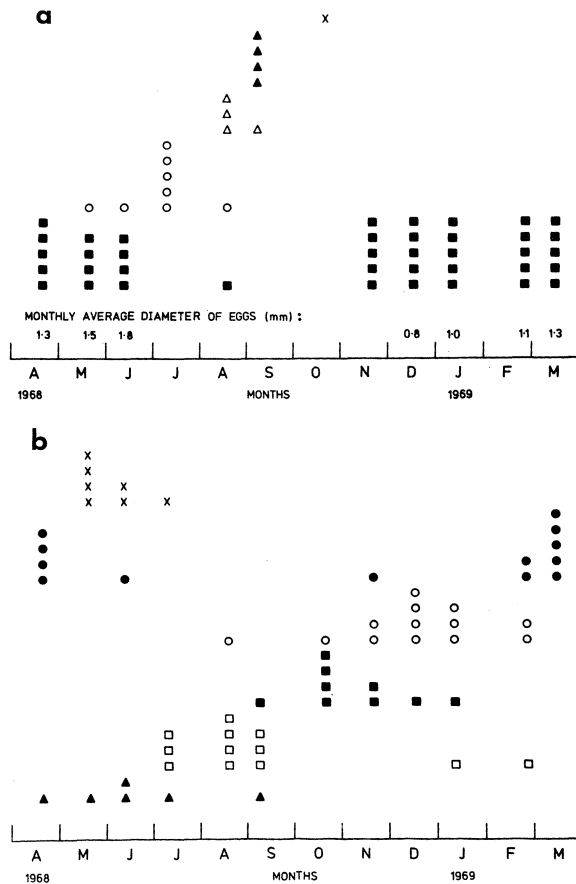 a
MONTHLY AVERAGE DIAMETER OF EGGS (mm) :
1·3 1·5 1·8 0·8 1·0 1·1 1·3
A M J J A S O N D J F M
1968 MONTHS 1969
b
A M J J A S O N D J F M
1968 MONTHS 1969